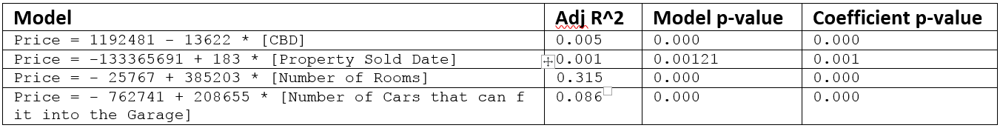 Model Adj R^2 Model p-value Coefficient p-value
Price = 1192481 - 13622 * [CBD] 0.005 0.000 0.000
Price = -133365691 + 183 * [Property Sold Date] 0.001 0.00121 0.001
Price = - 25767 + 385203 * [Number of Rooms] 0.315 0.000 0.000
Price = - 762741 + 208655 * [Number of Cars that can f 0.086 0.000 0.000
it into the Garage]